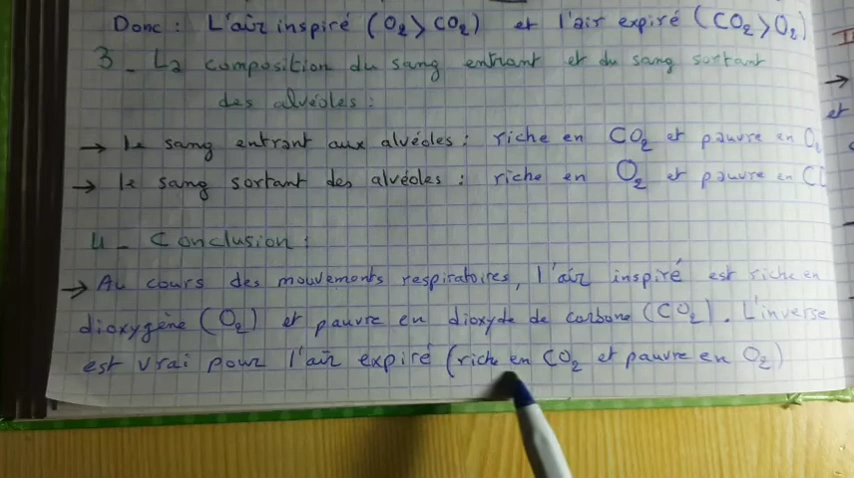 Donc : L'air inspiré (O₂>CO₂) et l'air expiré (CO₂>O₂)
3_ La composition du sang entrant et du sang sortant
des alvéoles :
→ le sang entrant aux alvéoles : riche en CO₂ et pauvre en O₂
→ le sang sortant des alvéoles : riche en O₂ et pauvre en C
4_ Conclusion :
→ Au cours des mouvements respiratoires, l'air inspiré est riche en
dioxygène (O₂) et pauvre en dioxyde de carbone (CO₂). L'inverse
est vrai pour l'air expiré (riche en CO₂ et pauvre en O₂)
→
et